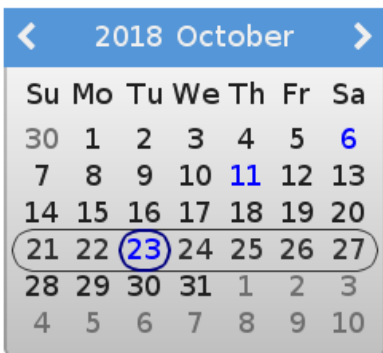 2018 October
Su Mo Tu We Th Fr Sa
30 1 2 3 4 5 6
7 8 9 10 11 12 13
14 15 16 17 18 19 20
21 22 23 24 25 26 27
28 29 30 31 1 2 3
4 5 6 7 8 9 10